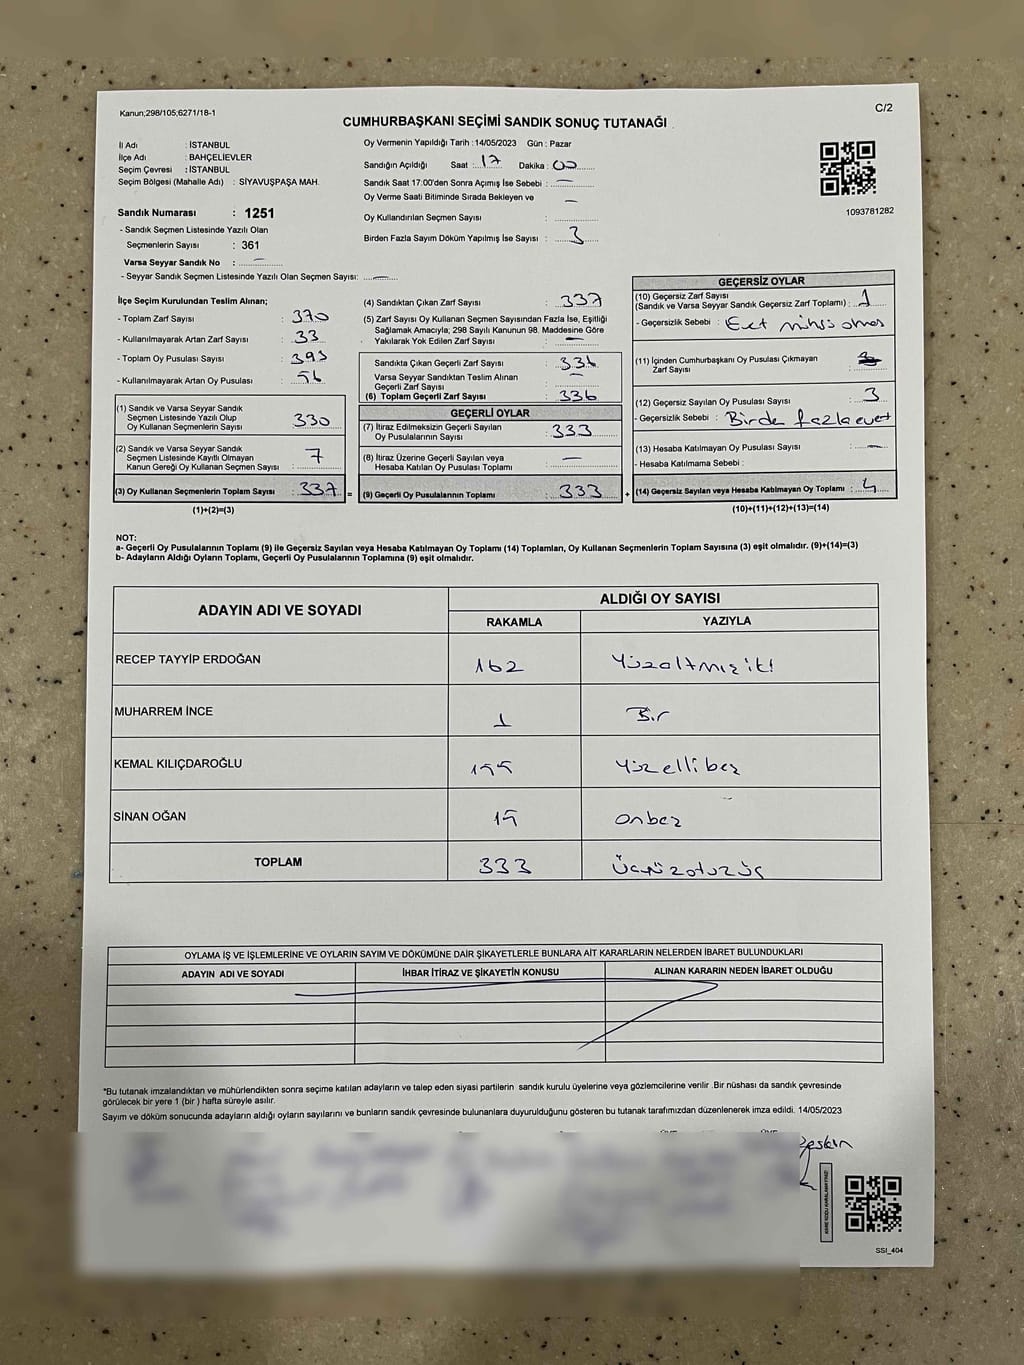 Kanun;298/105;6271/18-1
C/2
CUMHURBAŞKANI SEÇİMİ SANDIK SONUÇ TUTANAĞI
İl Adı : İSTANBUL
İlçe Adı : BAHÇELİEVLER
Seçim Çevresi : İSTANBUL
Seçim Bölgesi (Mahalle Adı) : SİYAVUŞPAŞA MAH.
Sandık Numarası : 1251
- Sandık Seçmen Listesinde Yazılı Olan
Seçmenlerin Sayısı : 361
Varsa Seyyar Sandık No : —
- Seyyar Sandık Seçmen Listesinde Yazılı Olan Seçmen Sayısı: —
Oy Vermenin Yapıldığı Tarih : 14/05/2023 Gün : Pazar
Sandığın Açıldığı Saat : 17 Dakika : 00
Sandık Saat 17:00'den Sonra Açımış İse Sebebi : —
Oy Verme Saati Bitiminde Sırada Bekleyen ve —
Oy Kullandırılan Seçmen Sayısı :
Birden Fazla Sayım Döküm Yapılmış İse Sayısı : 3
1093781282
İlçe Seçim Kurulundan Teslim Alınan;
- Toplam Zarf Sayısı : 370
- Kullanılmayarak Artan Zarf Sayısı : 33
- Toplam Oy Pusulası Sayısı : 393
- Kullanılmayarak Artan Oy Pusulası : 56
(1) Sandık ve Varsa Seyyar Sandık
Seçmen Listesinde Yazılı Olup
Oy Kullanan Seçmenlerin Sayısı : 330
(2) Sandık ve Varsa Seyyar Sandık
Seçmen Listesinde Kayıtlı Olmayan
Kanun Gereği Oy Kullanan Seçmen Sayısı : 7
(3) Oy Kullanan Seçmenlerin Toplam Sayısı : 337 =
(1)+(2)=(3)
(4) Sandıktan Çıkan Zarf Sayısı : 337
(5) Zarf Sayısı Oy Kullanan Seçmen Sayısından Fazla İse, Eşitliği
Sağlamak Amacıyla; 298 Sayılı Kanunun 98. Maddesine Göre
Yakılarak Yok Edilen Zarf Sayısı : —
Sandıkta Çıkan Geçerli Zarf Sayısı : 336
Varsa Seyyar Sandıktan Teslim Alınan
Geçerli Zarf Sayısı : —
(6) Toplam Geçerli Zarf Sayısı : 336
GEÇERLİ OYLAR
(7) İtiraz Edilmeksizin Geçerli Sayılan
Oy Pusulalarının Sayısı : 333
(8) İtiraz Üzerine Geçerli Sayılan veya
Hesaba Katılan Oy Pusulası Toplamı : —
(9) Geçerli Oy Pusulalarının Toplamı : 333 +
GEÇERSİZ OYLAR
(10) Geçersiz Zarf Sayısı
(Sandık ve Varsa Seyyar Sandık Geçersiz Zarf Toplamı) : 1
- Geçersizlik Sebebi : Evet mührü olması
(11) İçinden Cumhurbaşkanı Oy Pusulası Çıkmayan
Zarf Sayısı :
(12) Geçersiz Sayılan Oy Pusulası Sayısı : 3
- Geçersizlik Sebebi : Birden fazla evet
(13) Hesaba Katılmayan Oy Pusulası Sayısı : —
- Hesaba Katılmama Sebebi :
(14) Geçersiz Sayılan veya Hesaba Katılmayan Oy Toplamı : 4
(10)+(11)+(12)+(13)=(14)
NOT:
a- Geçerli Oy Pusulalarının Toplamı (9) ile Geçersiz Sayılan veya Hesaba Katılmayan Oy Toplamı (14) Toplamları, Oy Kullanan Seçmenlerin Toplam Sayısına (3) eşit olmalıdır. (9)+(14)=(3)
b- Adayların Aldığı Oyların Toplamı, Geçerli Oy Pusulalarının Toplamına (9) eşit olmalıdır.
ADAYIN ADI VE SOYADI ALDIĞI OY SAYISI
RAKAMLA YAZIYLA
RECEP TAYYİP ERDOĞAN 162 Yüzaltmışiki
MUHARREM İNCE 1 Bir
KEMAL KILIÇDAROĞLU 155 Yüzellibeş
SİNAN OĞAN 15 Onbeş
TOPLAM 333 Üçyüzotuzüç
OYLAMA İŞ VE İŞLEMLERİNE VE OYLARIN SAYIM VE DÖKÜMÜNE DAİR ŞİKAYETLERLE BUNLARA AİT KARARLARIN NELERDEN İBARET BULUNDUKLARI
ADAYIN ADI VE SOYADI İHBAR İTİRAZ VE ŞİKAYETİN KONUSU ALINAN KARARIN NEDEN İBARET OLDUĞU
*Bu tutanak imzalandıktan ve mühürlendikten sonra seçime katılan adayların ve talep eden siyasi partilerin sandık kurulu üyelerine veya gözlemcilerine verilir .Bir nüshası da sandık çevresinde
görülecek bir yere 1 (bir ) hafta süreyle asılır.
Sayım ve döküm sonucunda adayların aldığı oyların sayılarını ve bunların sandık çevresinde bulunanlara duyurulduğunu gösteren bu tutanak tarafımızdan düzenlenerek imza edildi. 14/05/2023
SSI_404